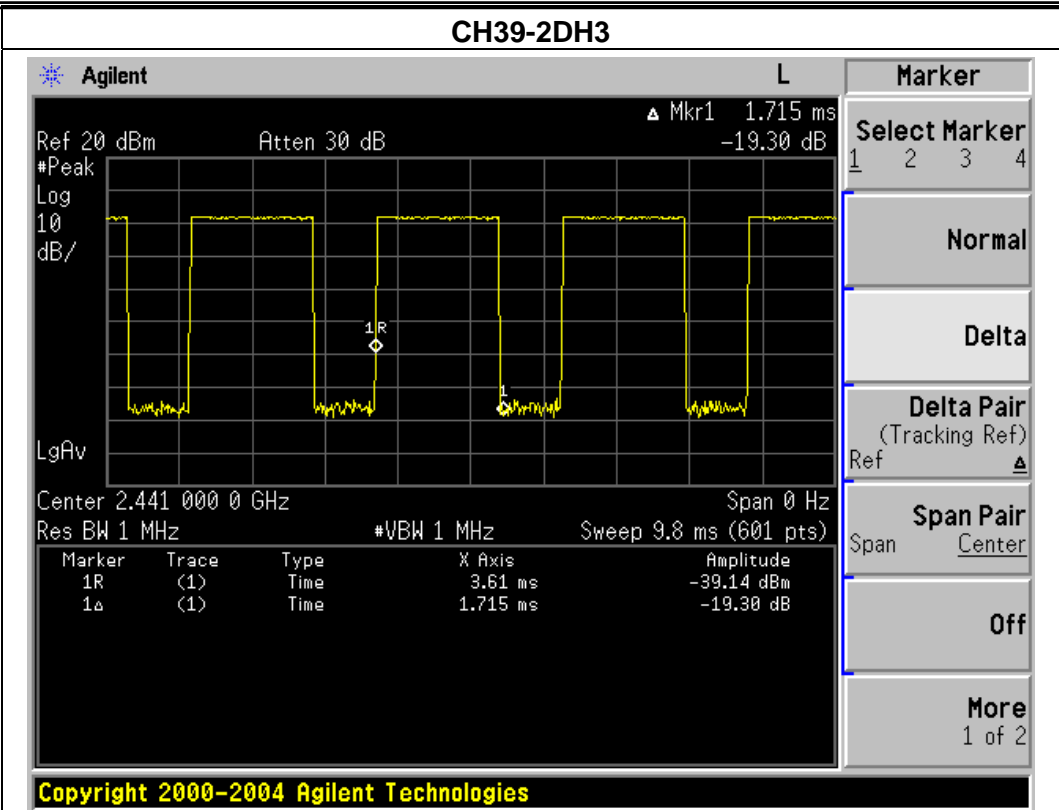 CH39-2DH3
Agilent L Marker
Δ Mkr1 1.715 ms
Ref 20 dBm Atten 30 dB -19.30 dB
#Peak
Log
10
dB/
1R
1
LgAv
Center 2.441 000 0 GHz Span 0 Hz
Res BW 1 MHz #VBW 1 MHz Sweep 9.8 ms (601 pts)
Marker Trace Type X Axis Amplitude
1R (1) Time 3.61 ms -39.14 dBm
1Δ (1) Time 1.715 ms -19.30 dB
Select Marker
1 2 3 4
Normal
Delta
Delta Pair
(Tracking Ref)
Ref Δ
Span Pair
Span Center
Off
More
1 of 2
Copyright 2000-2004 Agilent Technologies